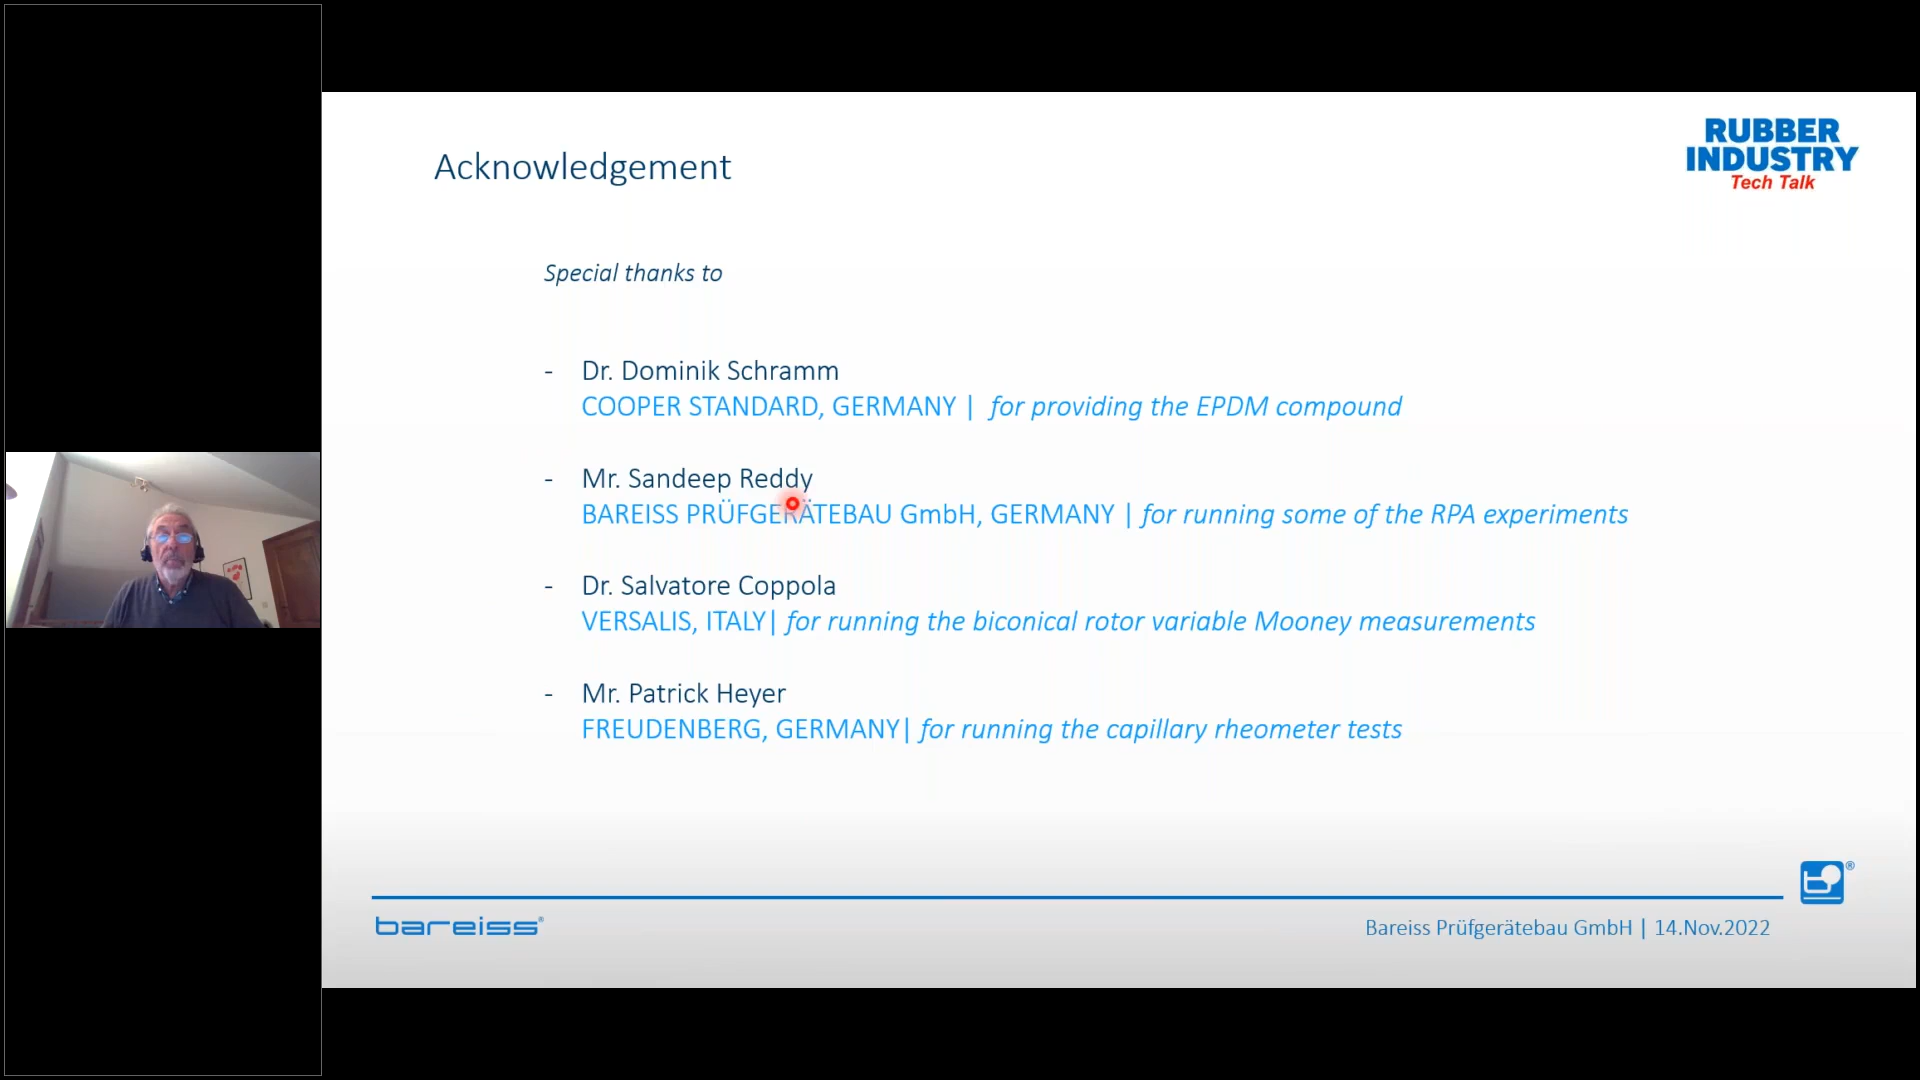 RUBBER
INDUSTRY
Tech Talk
Acknowledgement
Special thanks to
- Dr. Dominik Schramm
COOPER STANDARD, GERMANY | for providing the EPDM compound
- Mr. Sandeep Reddy
BAREISS PRÜFGERÄTEBAU GmbH, GERMANY | for running some of the RPA experiments
- Dr. Salvatore Coppola
VERSALIS, ITALY| for running the biconical rotor variable Mooney measurements
- Mr. Patrick Heyer
FREUDENBERG, GERMANY| for running the capillary rheometer tests
®
bareiss®
Bareiss Prüfgerätebau GmbH | 14.Nov.2022